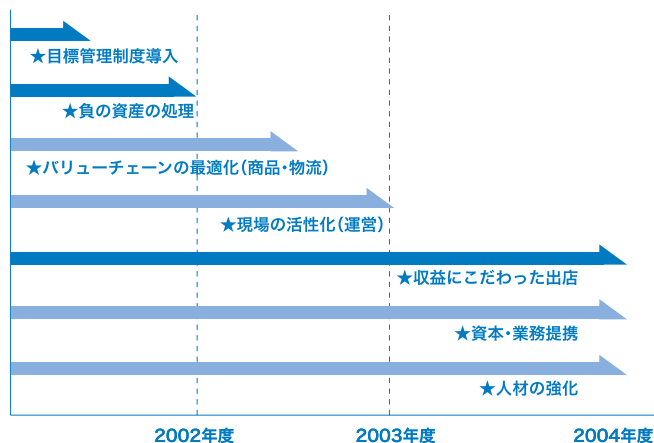 ★目標管理制度導入
★負の資産の処理
★バリューチェーンの最適化（商品・物流）
★現場の活性化（運営）
★収益にこだわった出店
★資本・業務提携
★人材の強化
2002年度 2003年度 2004年度